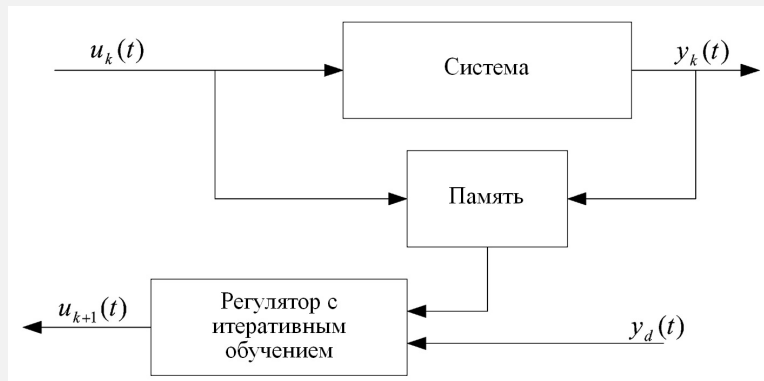 u_k(t)
Система
y_k(t)
Память
u_{k+1}(t)
Регулятор с
итеративным
обучением
y_d(t)